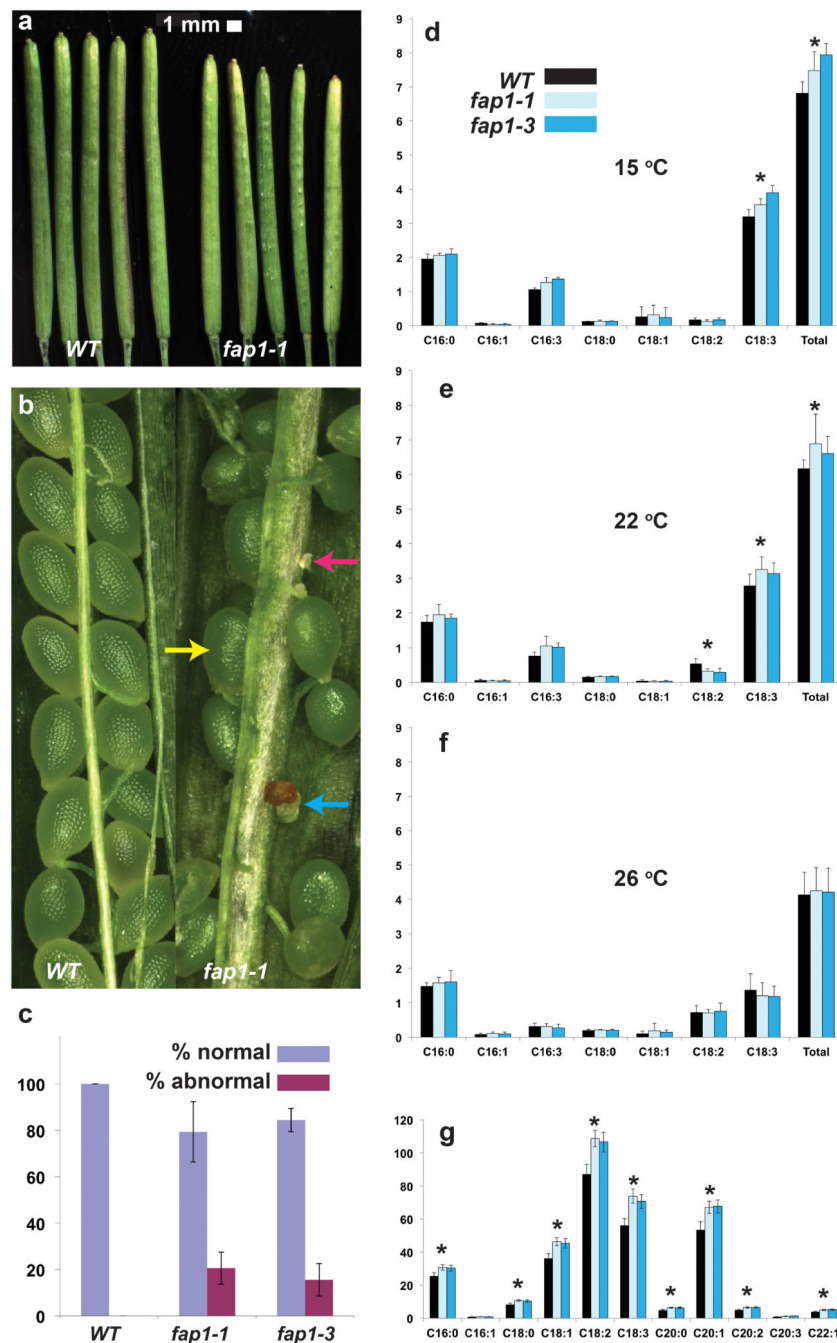 a
1 mm
WT
fap1-1
b
WT
fap1-1
c
% normal
% abnormal
100
80
60
40
20
0
WT
fap1-1
fap1-3
d
WT
fap1-1
fap1-3
15 °C
9
8
7
6
5
4
3
2
1
0
*
*
C16:0 C16:1 C16:3 C18:0 C18:1 C18:2 C18:3 Total
e
22 °C
9
8
7
6
5
4
3
2
1
0
*
*
*
C16:0 C16:1 C16:3 C18:0 C18:1 C18:2 C18:3 Total
f
26 °C
9
8
7
6
5
4
3
2
1
0
C16:0 C16:1 C16:3 C18:0 C18:1 C18:2 C18:3 Total
g
120
100
80
60
40
20
0
*
*
*
*
*
*
*
*
*
C16:0 C16:1 C18:0 C18:1 C18:2 C18:3 C20:0 C20:1 C20:2 C20:3 C22:1